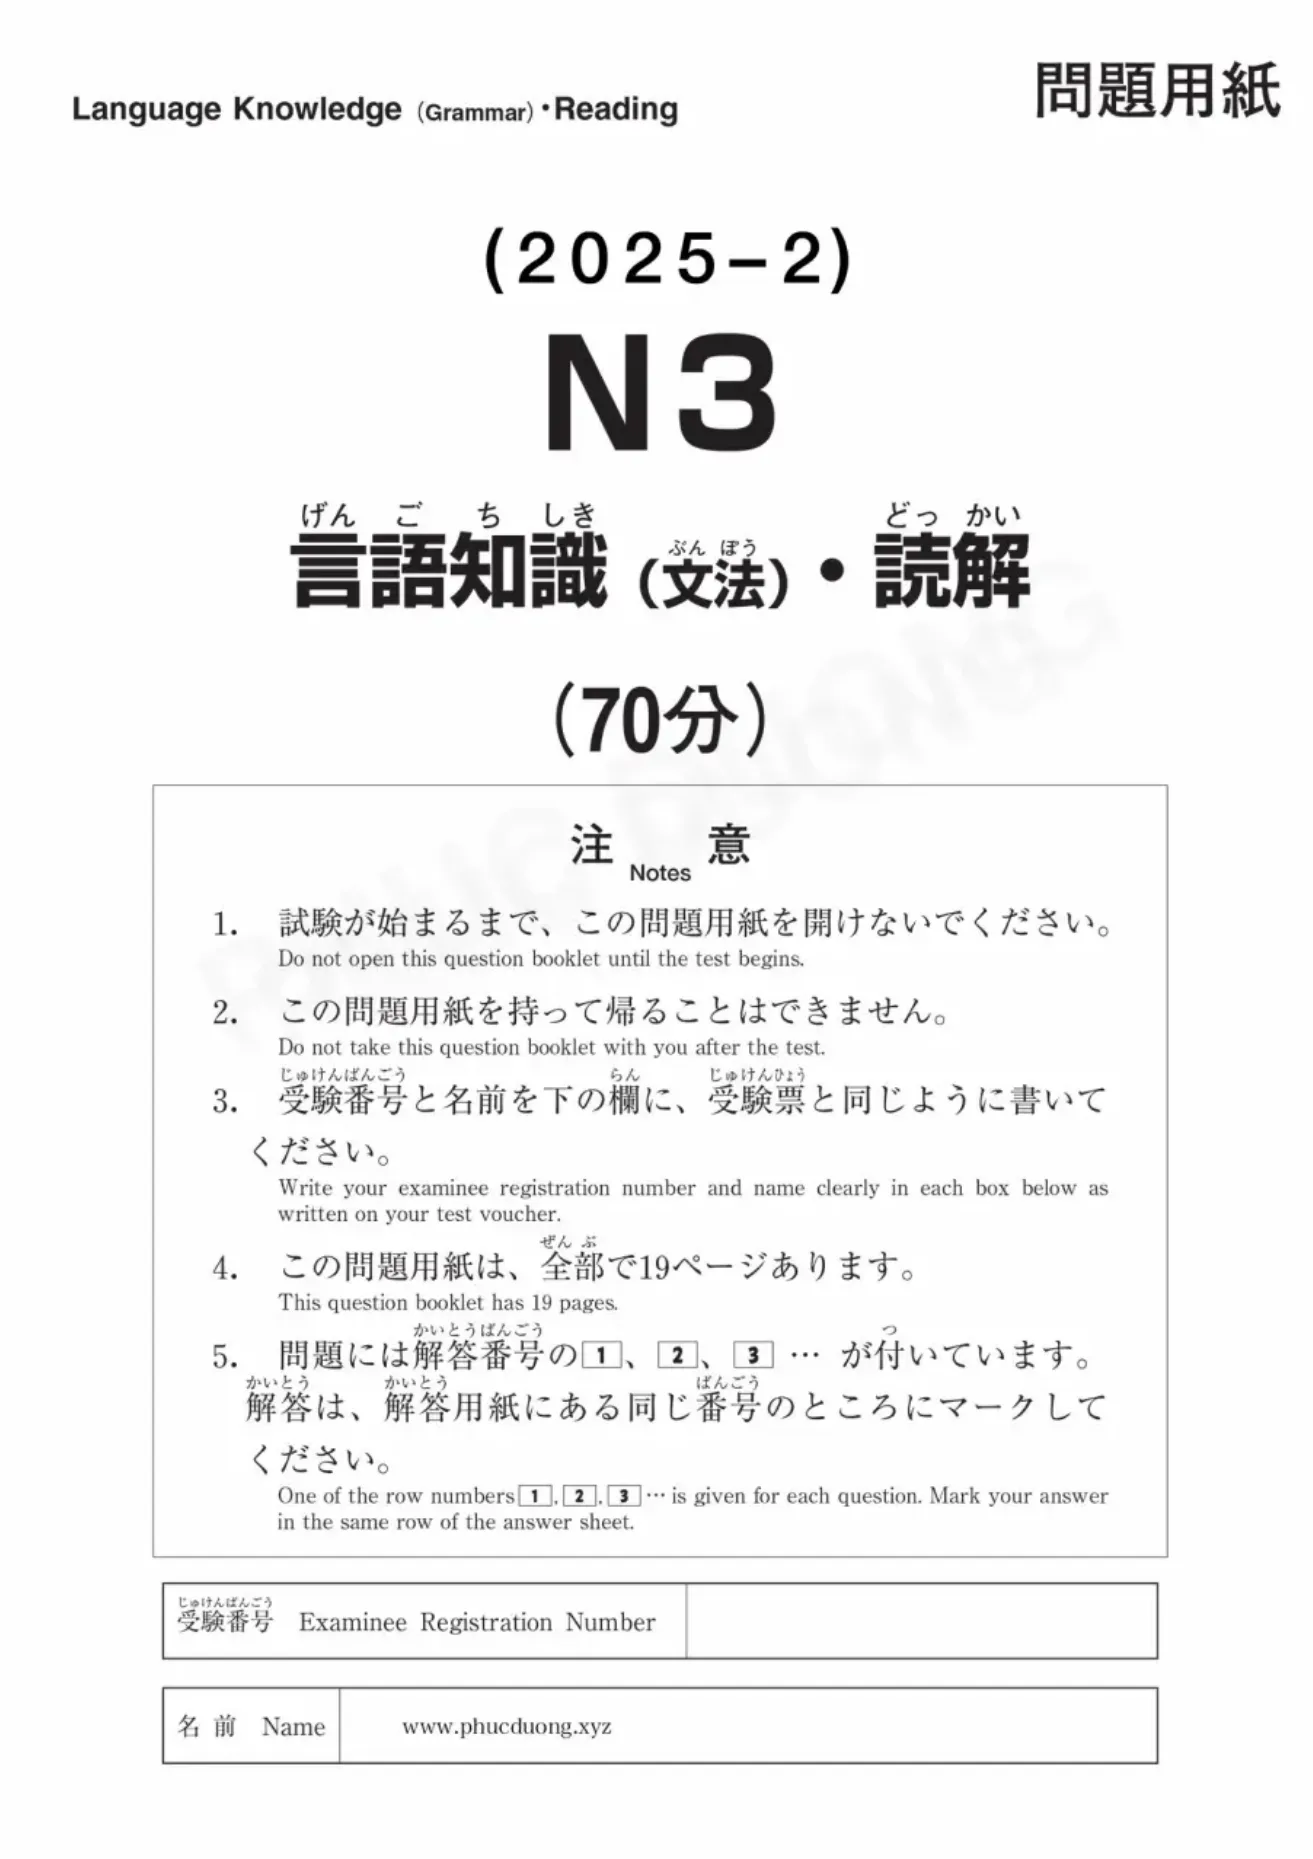 Language Knowledge (Grammar)・Reading
問題用紙
(2025–2)
N3
げん ご ち しき ぶん ぽう どっ かい
言語知識（文法）・読解
（70分）
注意
Notes
1. 試験が始まるまで、この問題用紙を開けないでください。
Do not open this question booklet until the test begins.
2. この問題用紙を持って帰ることはできません。
Do not take this question booklet with you after the test.
じゅけんばんごう らん じゅけんひょう
3. 受験番号と名前を下の欄に、受験票と同じように書いて
ください。
Write your examinee registration number and name clearly in each box below as
written on your test voucher.
ぜん ぶ
4. この問題用紙は、全部で19ページあります。
This question booklet has 19 pages.
かいとうばんごう つ
5. 問題には解答番号の1、2、3 … が付いています。
かいとう かいとう ばんごう
解答は、解答用紙にある同じ番号のところにマークして
ください。
One of the row numbers 1, 2, 3 … is given for each question. Mark your answer
in the same row of the answer sheet.
じゅけんばんごう
受験番号 Examinee Registration Number
名前 Name www.phucduong.xyz
PHUC DUONG